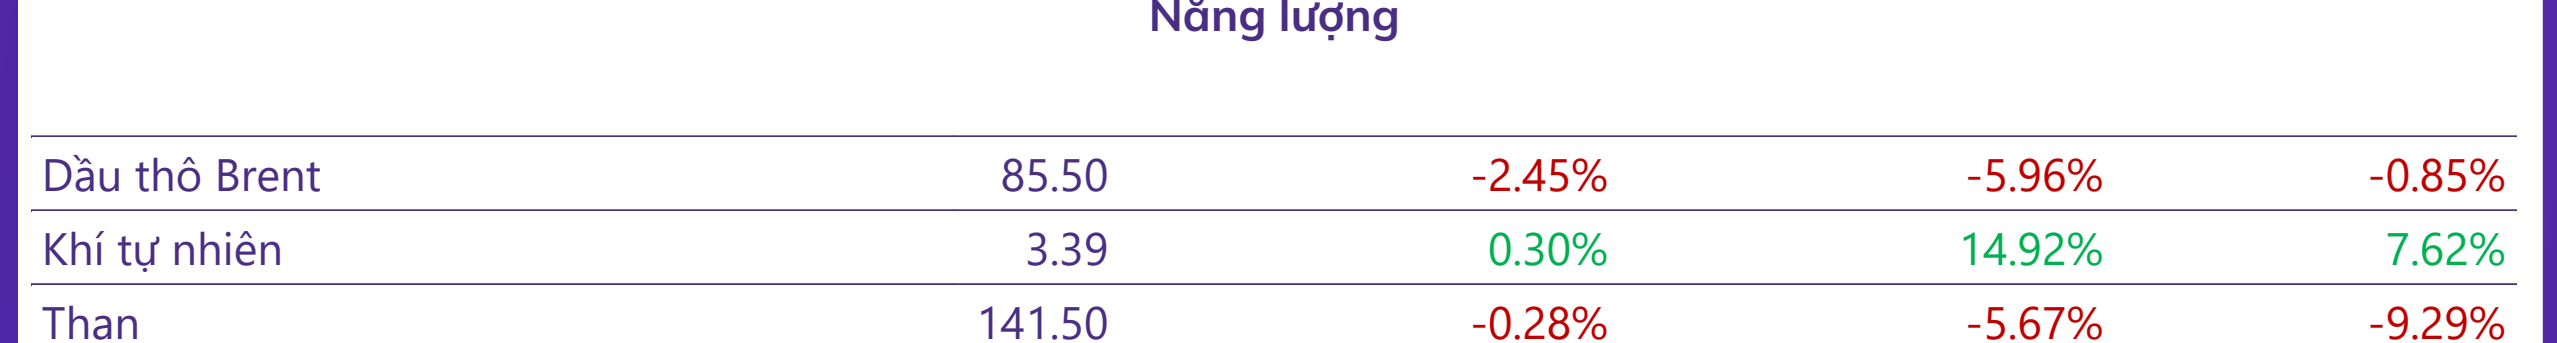 Năng lượng
Dầu thô Brent 85.50 -2.45% -5.96% -0.85%
Khí tự nhiên 3.39 0.30% 14.92% 7.62%
Than 141.50 -0.28% -5.67% -9.29%